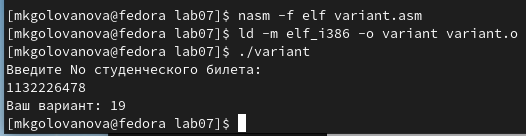 [mkgolovanova@fedora lab07]$ nasm -f elf variant.asm
[mkgolovanova@fedora lab07]$ ld -m elf_i386 -o variant variant.o
[mkgolovanova@fedora lab07]$ ./variant
Введите No студенческого билета:
1132226478
Ваш вариант: 19
[mkgolovanova@fedora lab07]$